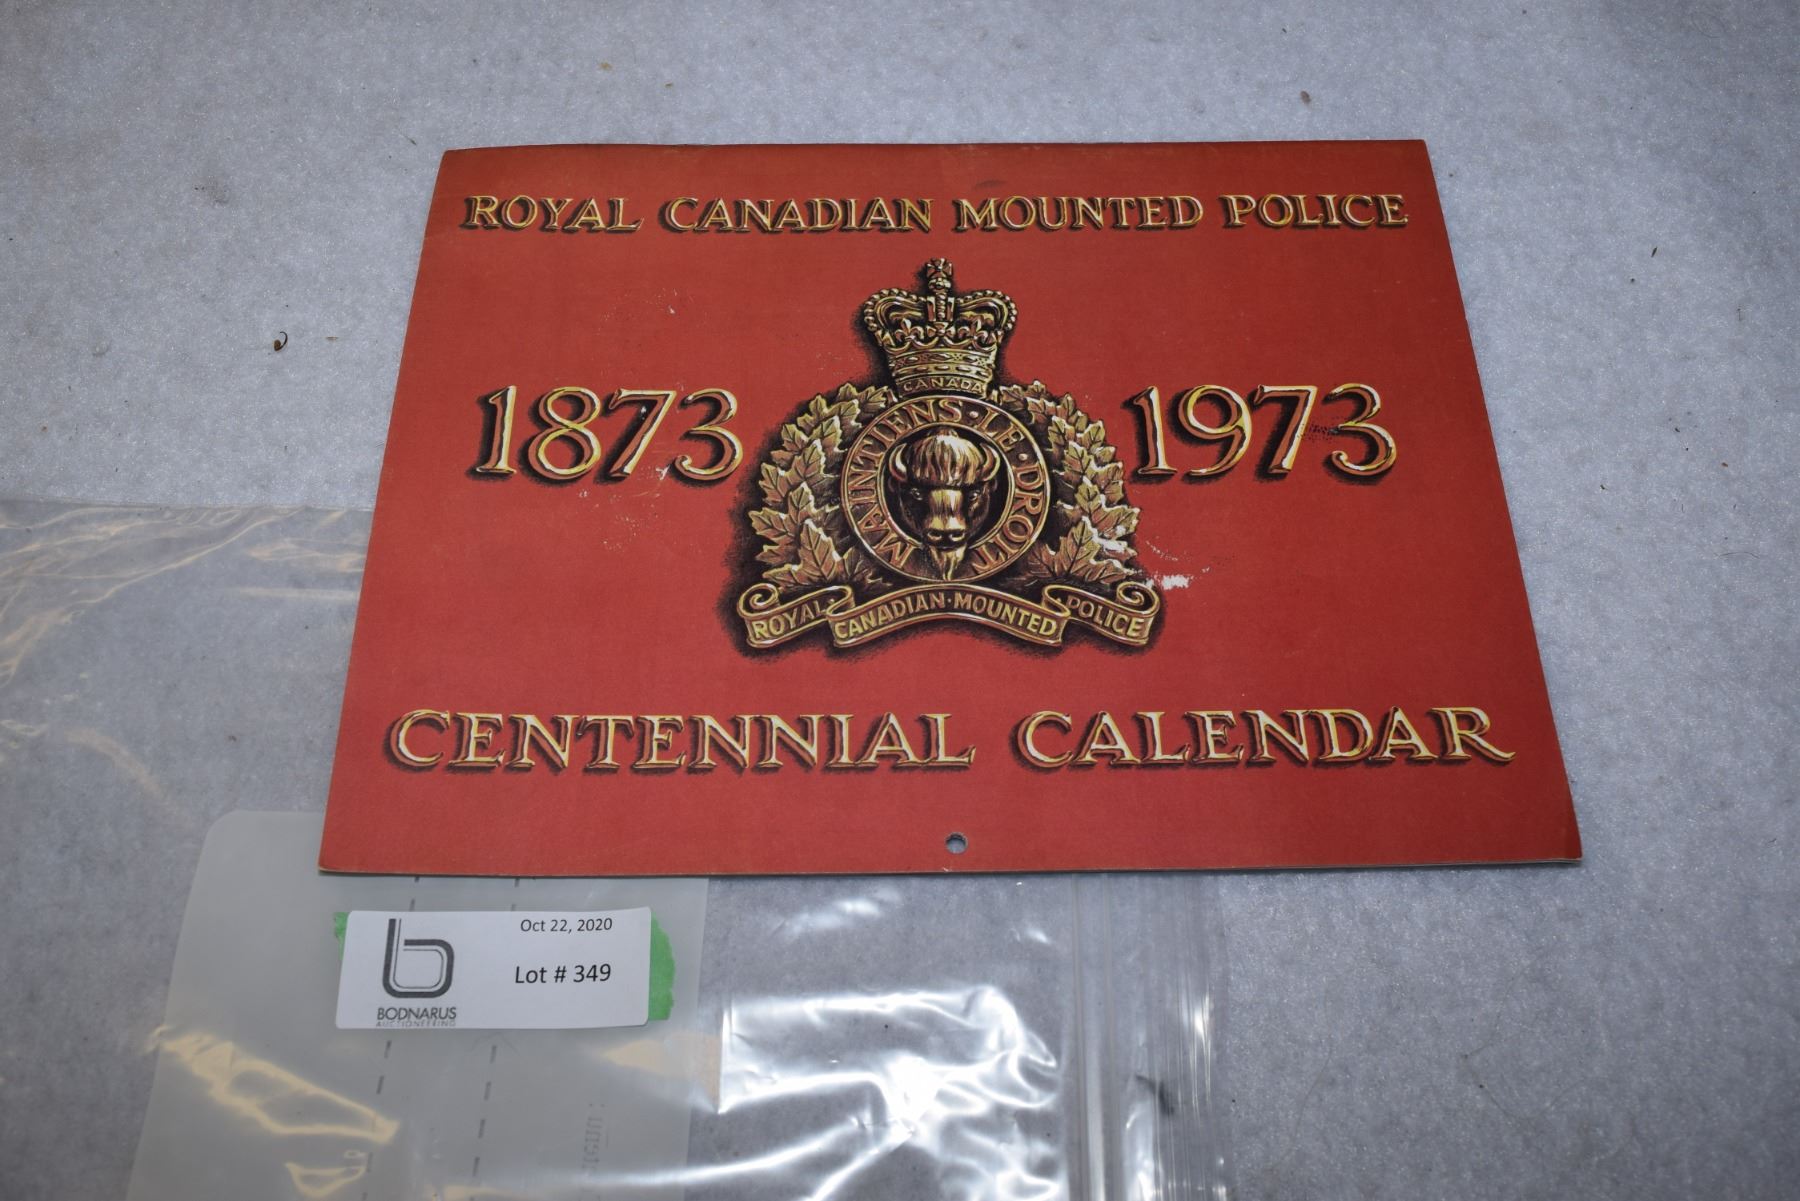 ROYAL CANADIAN MOUNTED POLICE
1873 1973
CANADA
MAINTIENS·LE·DROIT
ROYAL· CANADIAN·MOUNTED POLICE
CENTENNIAL CALENDAR
Oct 22, 2020
Lot # 349
BODNARUS
AUCTIONEERING